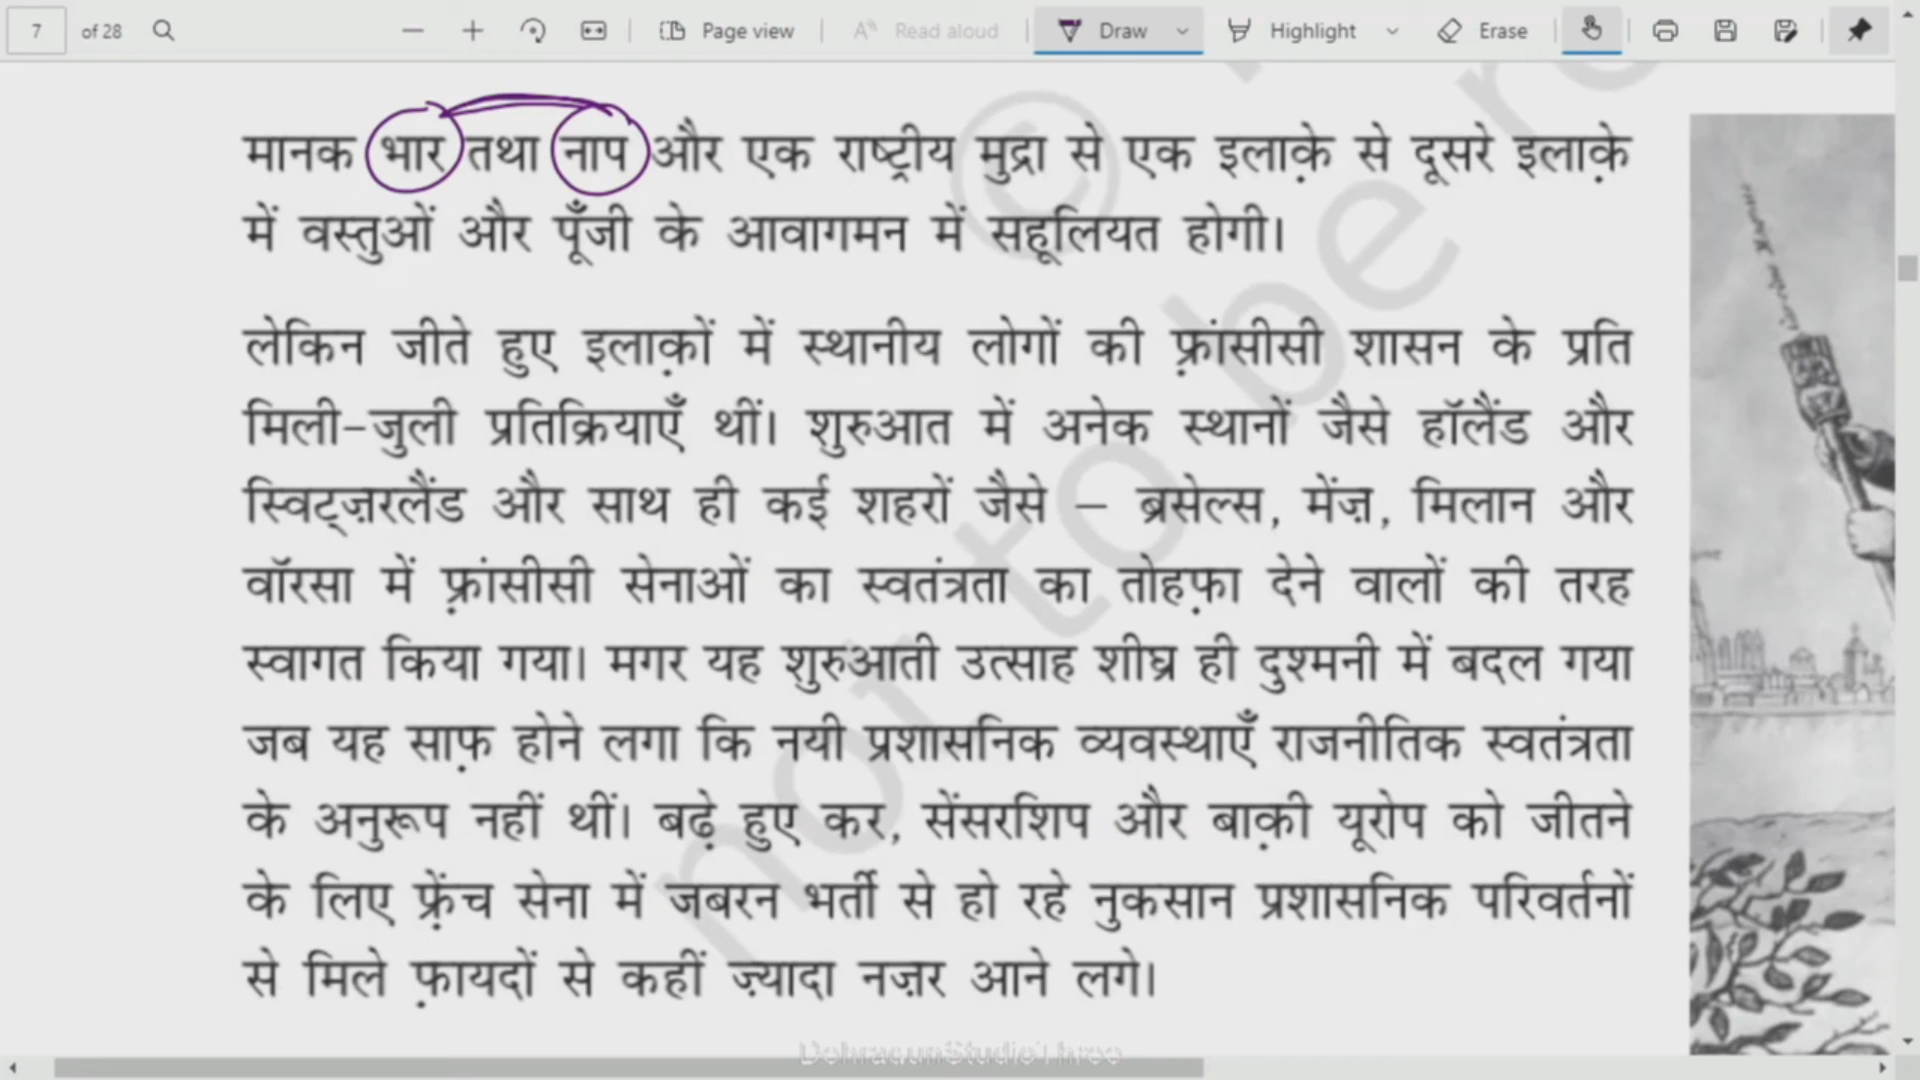 7 of 28 Page view Read aloud Draw Highlight Erase
मानक भार तथा नाप और एक राष्ट्रीय मुद्रा से एक इलाक़े से दूसरे इलाक़े
में वस्तुओं और पूँजी के आवागमन में सहूलियत होगी।
लेकिन जीते हुए इलाक़ों में स्थानीय लोगों की फ़्रांसीसी शासन के प्रति
मिली-जुली प्रतिक्रियाएँ थीं। शुरुआत में अनेक स्थानों जैसे हॉलैंड और
स्विट्ज़रलैंड और साथ ही कई शहरों जैसे – ब्रसेल्स, मेंज़, मिलान और
वॉरसा में फ़्रांसीसी सेनाओं का स्वतंत्रता का तोहफ़ा देने वालों की तरह
स्वागत किया गया। मगर यह शुरुआती उत्साह शीघ्र ही दुश्मनी में बदल गया
जब यह साफ़ होने लगा कि नयी प्रशासनिक व्यवस्थाएँ राजनीतिक स्वतंत्रता
के अनुरूप नहीं थीं। बढ़े हुए कर, सेंसरशिप और बाक़ी यूरोप को जीतने
के लिए फ़्रेंच सेना में जबरन भर्ती से हो रहे नुकसान प्रशासनिक परिवर्तनों
से मिले फ़ायदों से कहीं ज़्यादा नज़र आने लगे।
© not to be
DehradunStudioThree